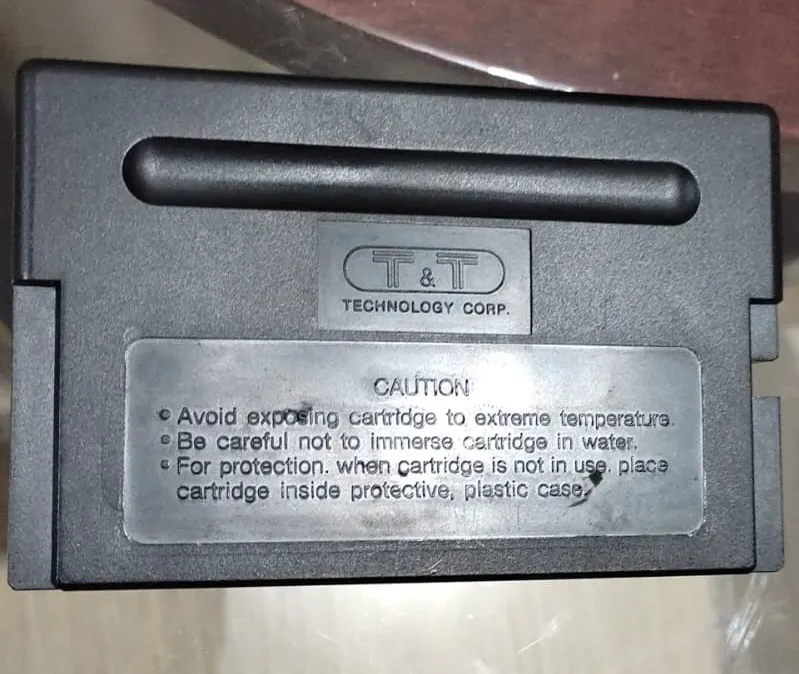 T & T
TECHNOLOGY CORP.
CAUTION
• Avoid exposing cartridge to extreme temperature.
• Be careful not to immerse cartridge in water.
• For protection. when cartridge is not in use. place
cartridge inside protective, plastic case.